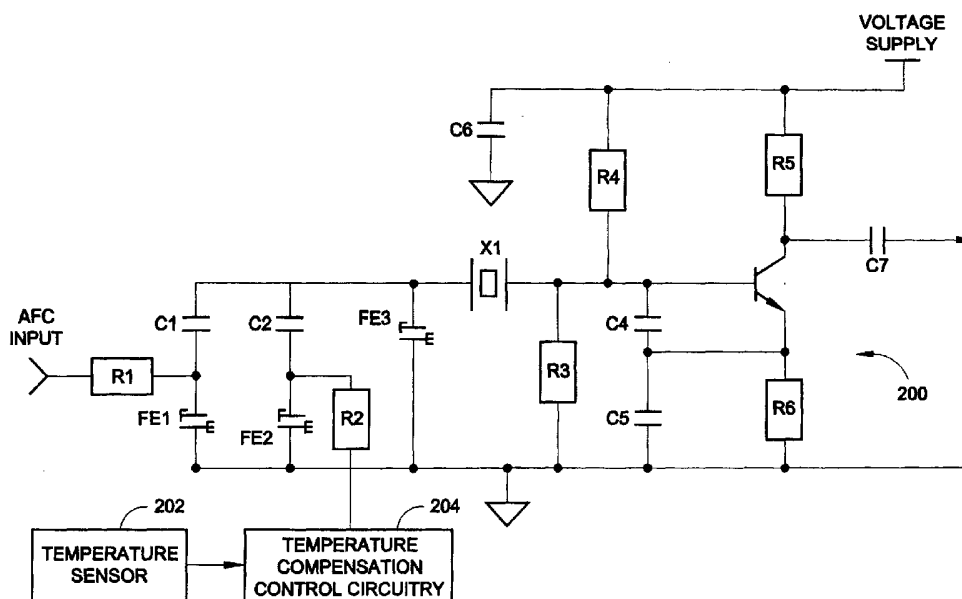 VOLTAGE
SUPPLY
C6
R4
R5
X1
C7
AFC
INPUT
C1
C2
FE3
C4
R1
R3
200
FE1
FE2
R2
C5
R6
202
204
TEMPERATURE
SENSOR
TEMPERATURE
COMPENSATION
CONTROL CIRCUITRY